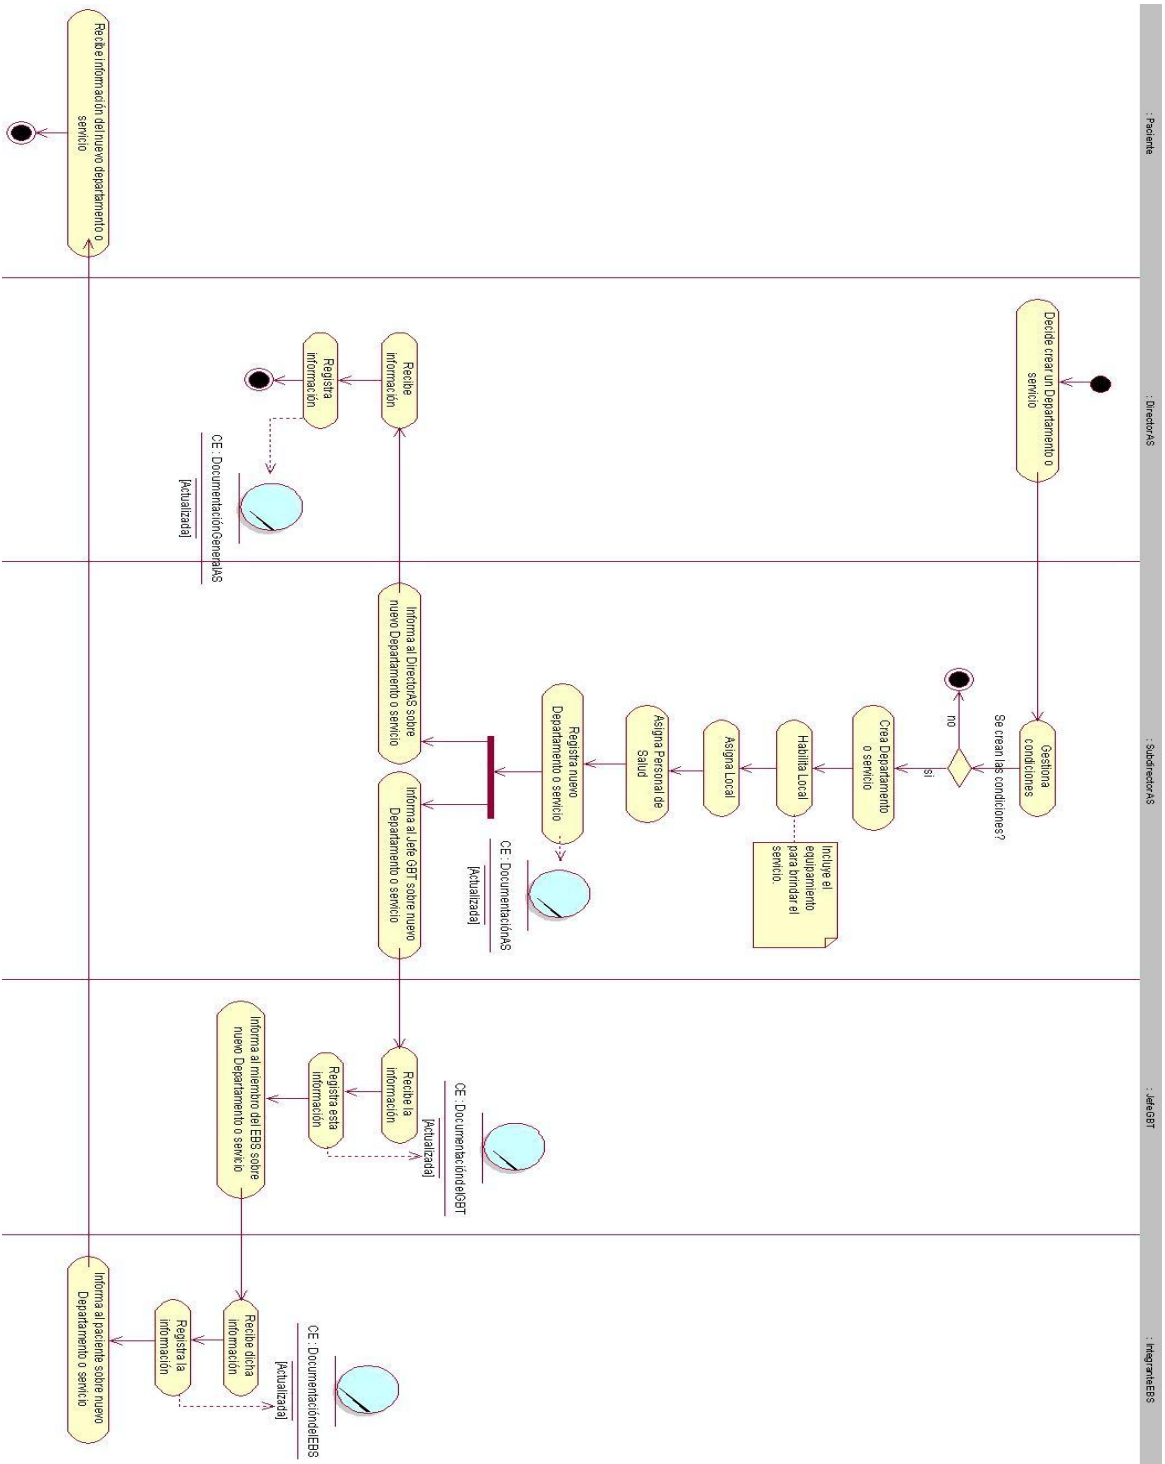 : Paciente
: DirectorAS
: SubdirectorAS
: JefeGBT
: IntegranteEBS
Decide crear un Departamento o
servicio
Gestiona
condiciones
Se crean las condiciones?
no
si
Crea Departamento
o servicio
Habilita Local
Incluye el
equipamiento
para brindar el
servicio.
Asigna Local
Asigna Personal de
Salud
Registra nuevo
Departamento o servicio
CE : DocumentaciónAS
[Actualizada]
Informa al DirectorAS sobre
nuevo Departamento o servicio
Informa al Jefe GBT sobre nuevo
Departamento o servicio
Recibe
información
Registra
información
CE : DocumentaciónGeneralAS
[Actualizada]
Recibe la
información
Registra esta
información
CE : DocumentacióndelGBT
[Actualizada]
Informa al miembro del EBS sobre
nuevo Departamento o servicio
Recibe dicha
información
Registra la
información
CE : DocumentacióndelEBS
[Actualizada]
Informa al paciente sobre nuevo
Departamento o servicio
Recibe información del nuevo departamento o
servicio